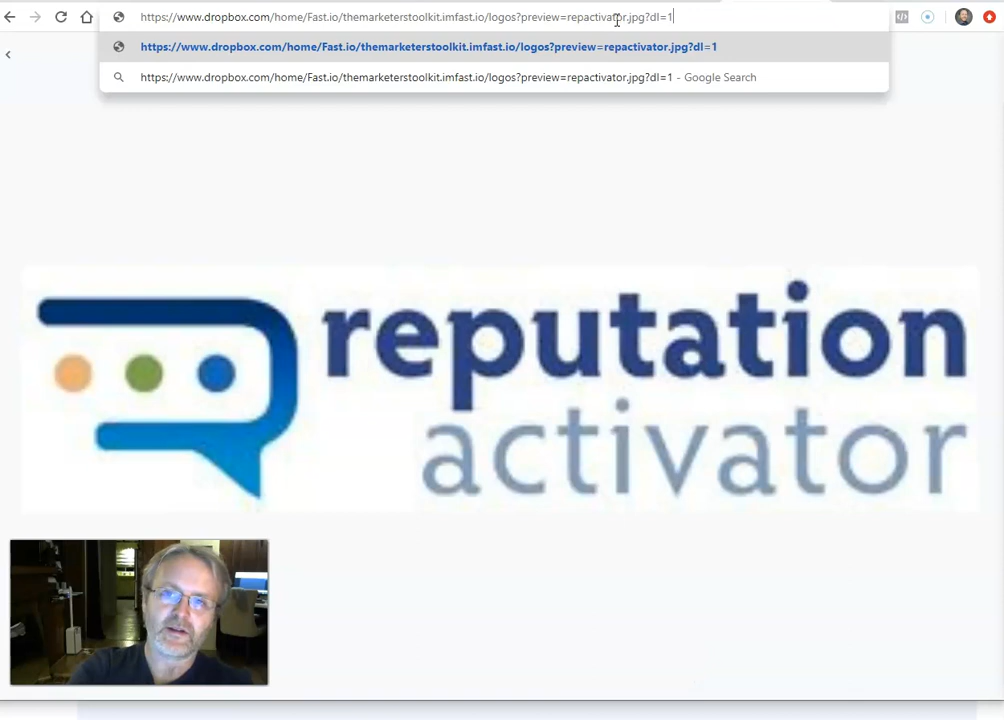 https://www.dropbox.com/home/Fast.io/themarketerstoolkit.imfast.io/logos?preview=repactivator.jpg?dl=1
https://www.dropbox.com/home/Fast.io/themarketerstoolkit.imfast.io/logos?preview=repactivator.jpg?dl=1
https://www.dropbox.com/home/Fast.io/themarketerstoolkit.imfast.io/logos?preview=repactivator.jpg?dl=1 - Google Search
reputation
activator